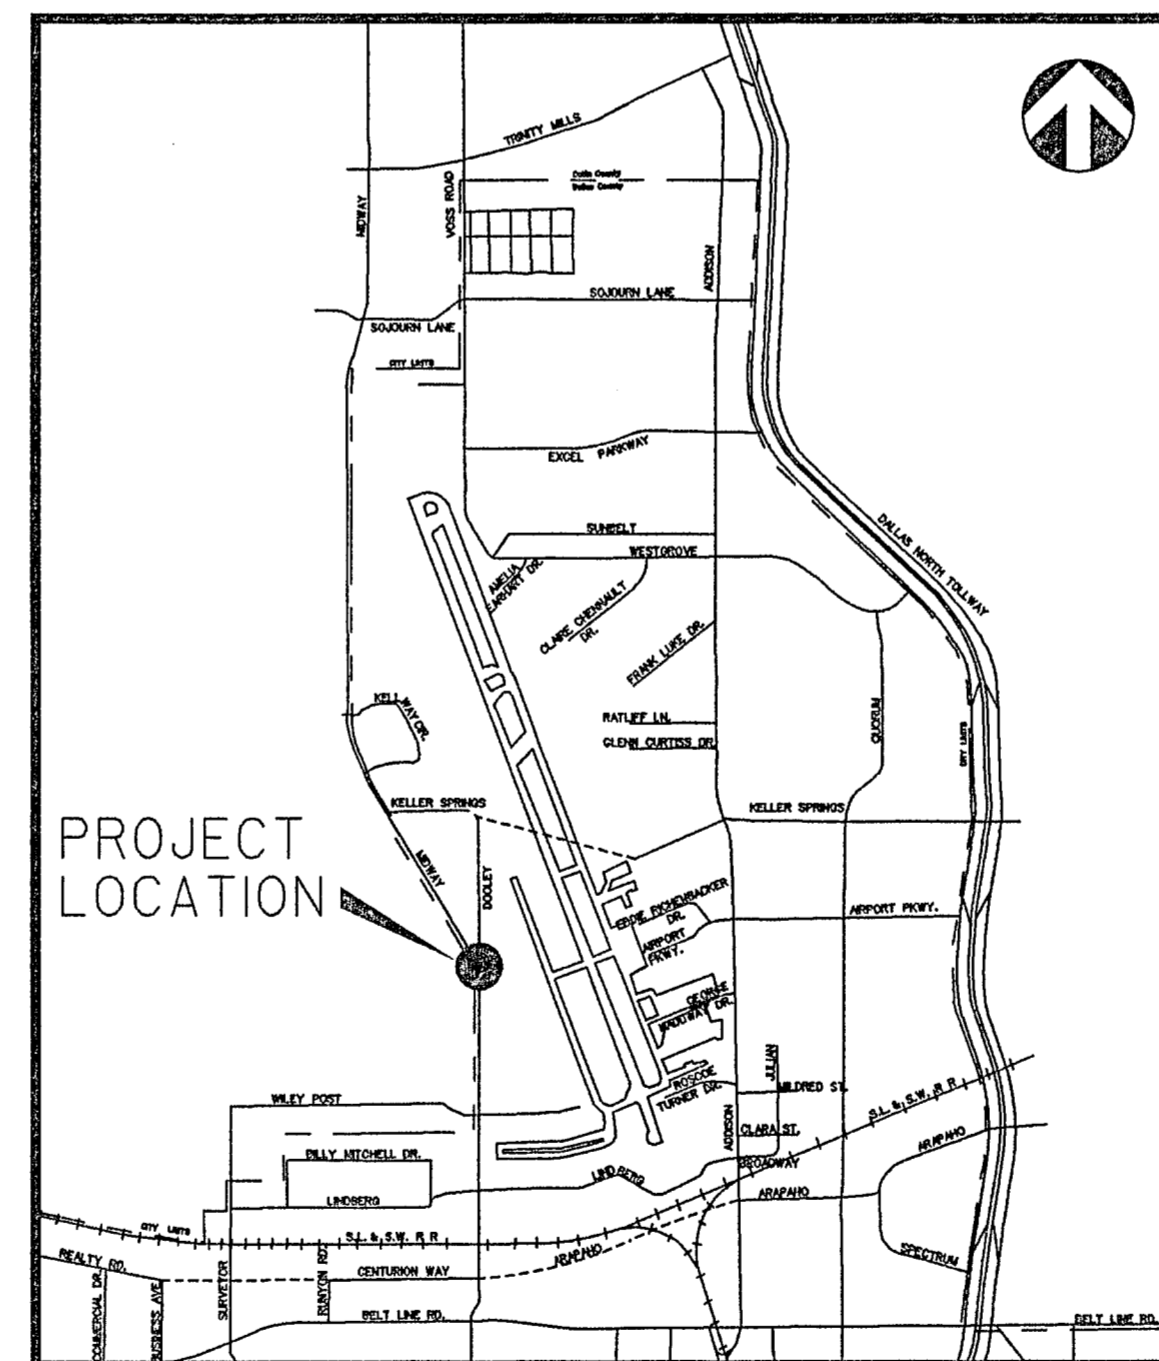 TRINITY MILLS
Collin County
Dallas County
MIDWAY
VOSS ROAD
ADDISON
SOJOURN LANE
SOJOURN LANE
CITY LIMITS
EXCEL PARKWAY
DALLAS NORTH TOLLWAY
SUNBELT
WESTGROVE
AMELIA
EARHART DR.
CLAIRE CHENNAULT
DR.
FRANK LUKE DR.
KELLWAY CIR.
RATLIFF LN.
GLENN CURTISS DR.
QUORUM
CITY LIMITS
KELLER SPRINGS
KELLER SPRINGS
PROJECT
LOCATION
MIDWAY
DOOLEY
EDDIE RICHENBACKER
DR.
AIRPORT PKWY.
AIRPORT
PKWY.
GEORGE
HADDWAY DR.
JULIAN
ROSCOE
TURNER DR.
MILDRED ST.
WILEY POST
ADDISON
CLARA ST.
S.L. & S.W. R R
ARAPAHO
BILLY MITCHELL DR.
LINDBERG
BROADWAY
LINDBERG
ARAPAHO
CITY LIMITS
S.L. & S.W. R R
ARAPAHO
SPECTRUM
REALTY RD.
SURVEYOR
RUNYON RD.
CENTURION WAY
COMMERCIAL DR.
BUSINESS AVE
BELT LINE RD.
BELT LINE RD.